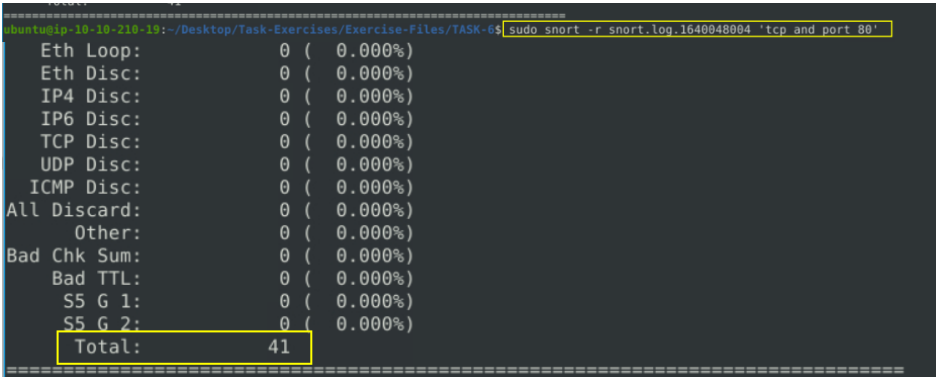 Total: 41
===============================================================================
ubuntu@ip-10-10-210-19:~/Desktop/Task-Exercises/Exercise-Files/TASK-6$ sudo snort -r snort.log.1640048004 'tcp and port 80'
Eth Loop: 0 ( 0.000%)
Eth Disc: 0 ( 0.000%)
IP4 Disc: 0 ( 0.000%)
IP6 Disc: 0 ( 0.000%)
TCP Disc: 0 ( 0.000%)
UDP Disc: 0 ( 0.000%)
ICMP Disc: 0 ( 0.000%)
All Discard: 0 ( 0.000%)
Other: 0 ( 0.000%)
Bad Chk Sum: 0 ( 0.000%)
Bad TTL: 0 ( 0.000%)
S5 G 1: 0 ( 0.000%)
S5 G 2: 0 ( 0.000%)
Total: 41
===============================================================================